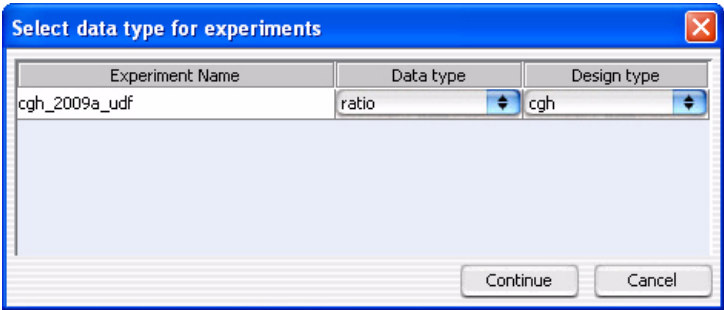 Select data type for experiments
Experiment Name Data type Design type
cgh_2009a_udf ratio cgh
Continue Cancel